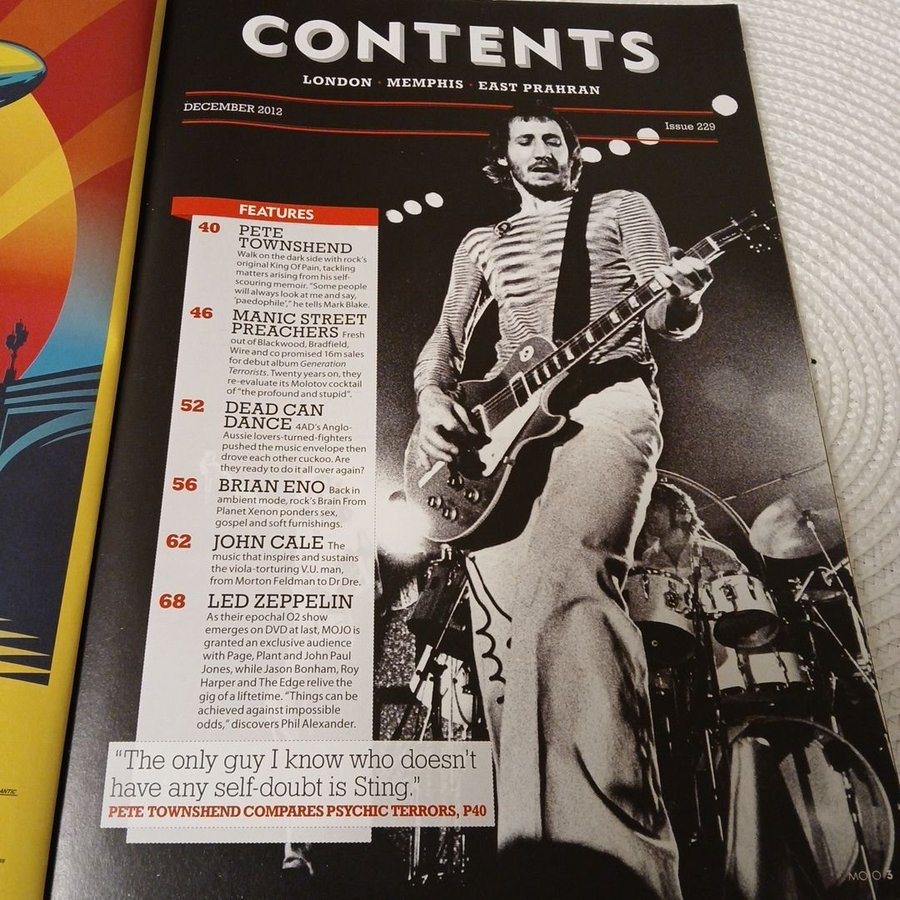 CONTENTS
LONDON · MEMPHIS · EAST PRAHRAN
DECEMBER 2012
Issue 229
FEATURES
40 PETE
TOWNSHEND
Walk on the dark side with rock's
original King Of Pain, tackling
matters arising from his self-
scouring memoir. "Some people
will always look at me and say,
'paedophile'," he tells Mark Blake.
46 MANIC STREET
PREACHERS Fresh
out of Blackwood, Bradfield,
Wire and co promised 16m sales
for debut album Generation
Terrorists. Twenty years on, they
re-evaluate its Molotov cocktail
of "the profound and stupid".
52 DEAD CAN
DANCE 4AD's Anglo-
Aussie lovers-turned-fighters
pushed the music envelope then
drove each other cuckoo. Are
they ready to do it all over again?
56 BRIAN ENO Back in
ambient mode, rock's Brain From
Planet Xenon ponders sex,
gospel and soft furnishings.
62 JOHN CALE The
music that inspires and sustains
the viola-torturing V.U. man,
from Morton Feldman to Dr Dre.
68 LED ZEPPELIN
As their epochal O2 show
emerges on DVD at last, MOJO is
granted an exclusive audience
with Page, Plant and John Paul
Jones, while Jason Bonham, Roy
Harper and The Edge relive the
gig of a liftetime. "Things can be
achieved against impossible
odds," discovers Phil Alexander.
"The only guy I know who doesn't
have any self-doubt is Sting."
PETE TOWNSHEND COMPARES PSYCHIC TERRORS, P40
MOJO 3